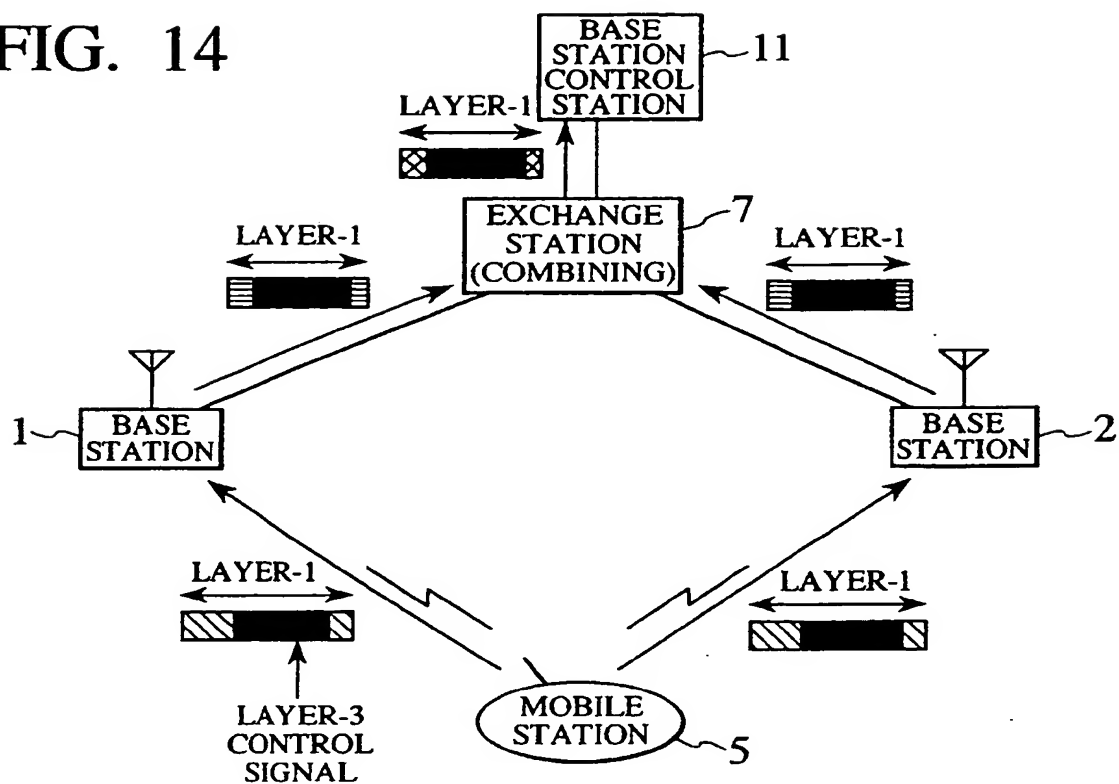 FIG. 14
BASE
STATION
CONTROL
STATION
11
LAYER-1
EXCHANGE
STATION
(COMBINING)
7
LAYER-1
LAYER-1
1
BASE
STATION
BASE
STATION
2
LAYER-1
LAYER-1
LAYER-3
CONTROL
SIGNAL
MOBILE
STATION
5